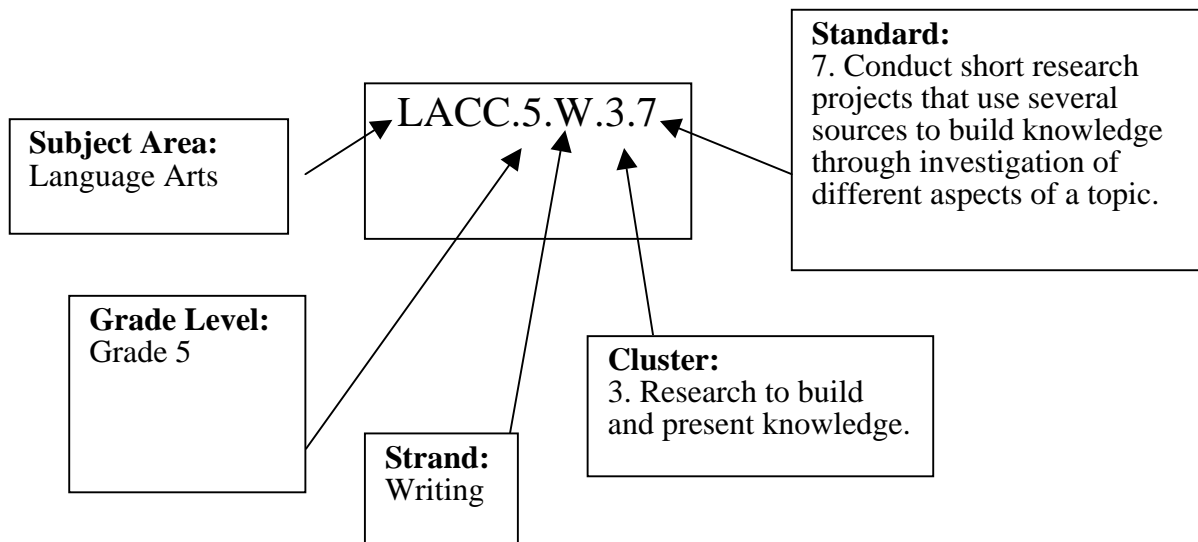 Standard:
7. Conduct short research
projects that use several
sources to build knowledge
through investigation of
different aspects of a topic.
LACC.5.W.3.7
Subject Area:
Language Arts
Grade Level:
Grade 5
Cluster:
3. Research to build
and present knowledge.
Strand:
Writing